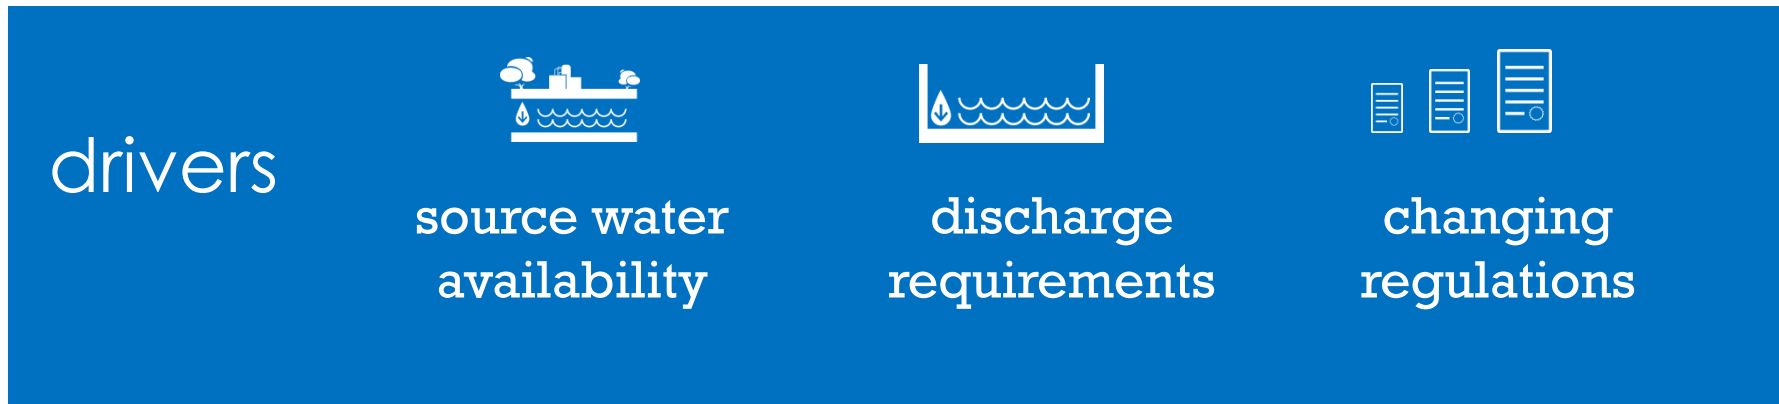 drivers
source water
availability
discharge
requirements
changing
regulations